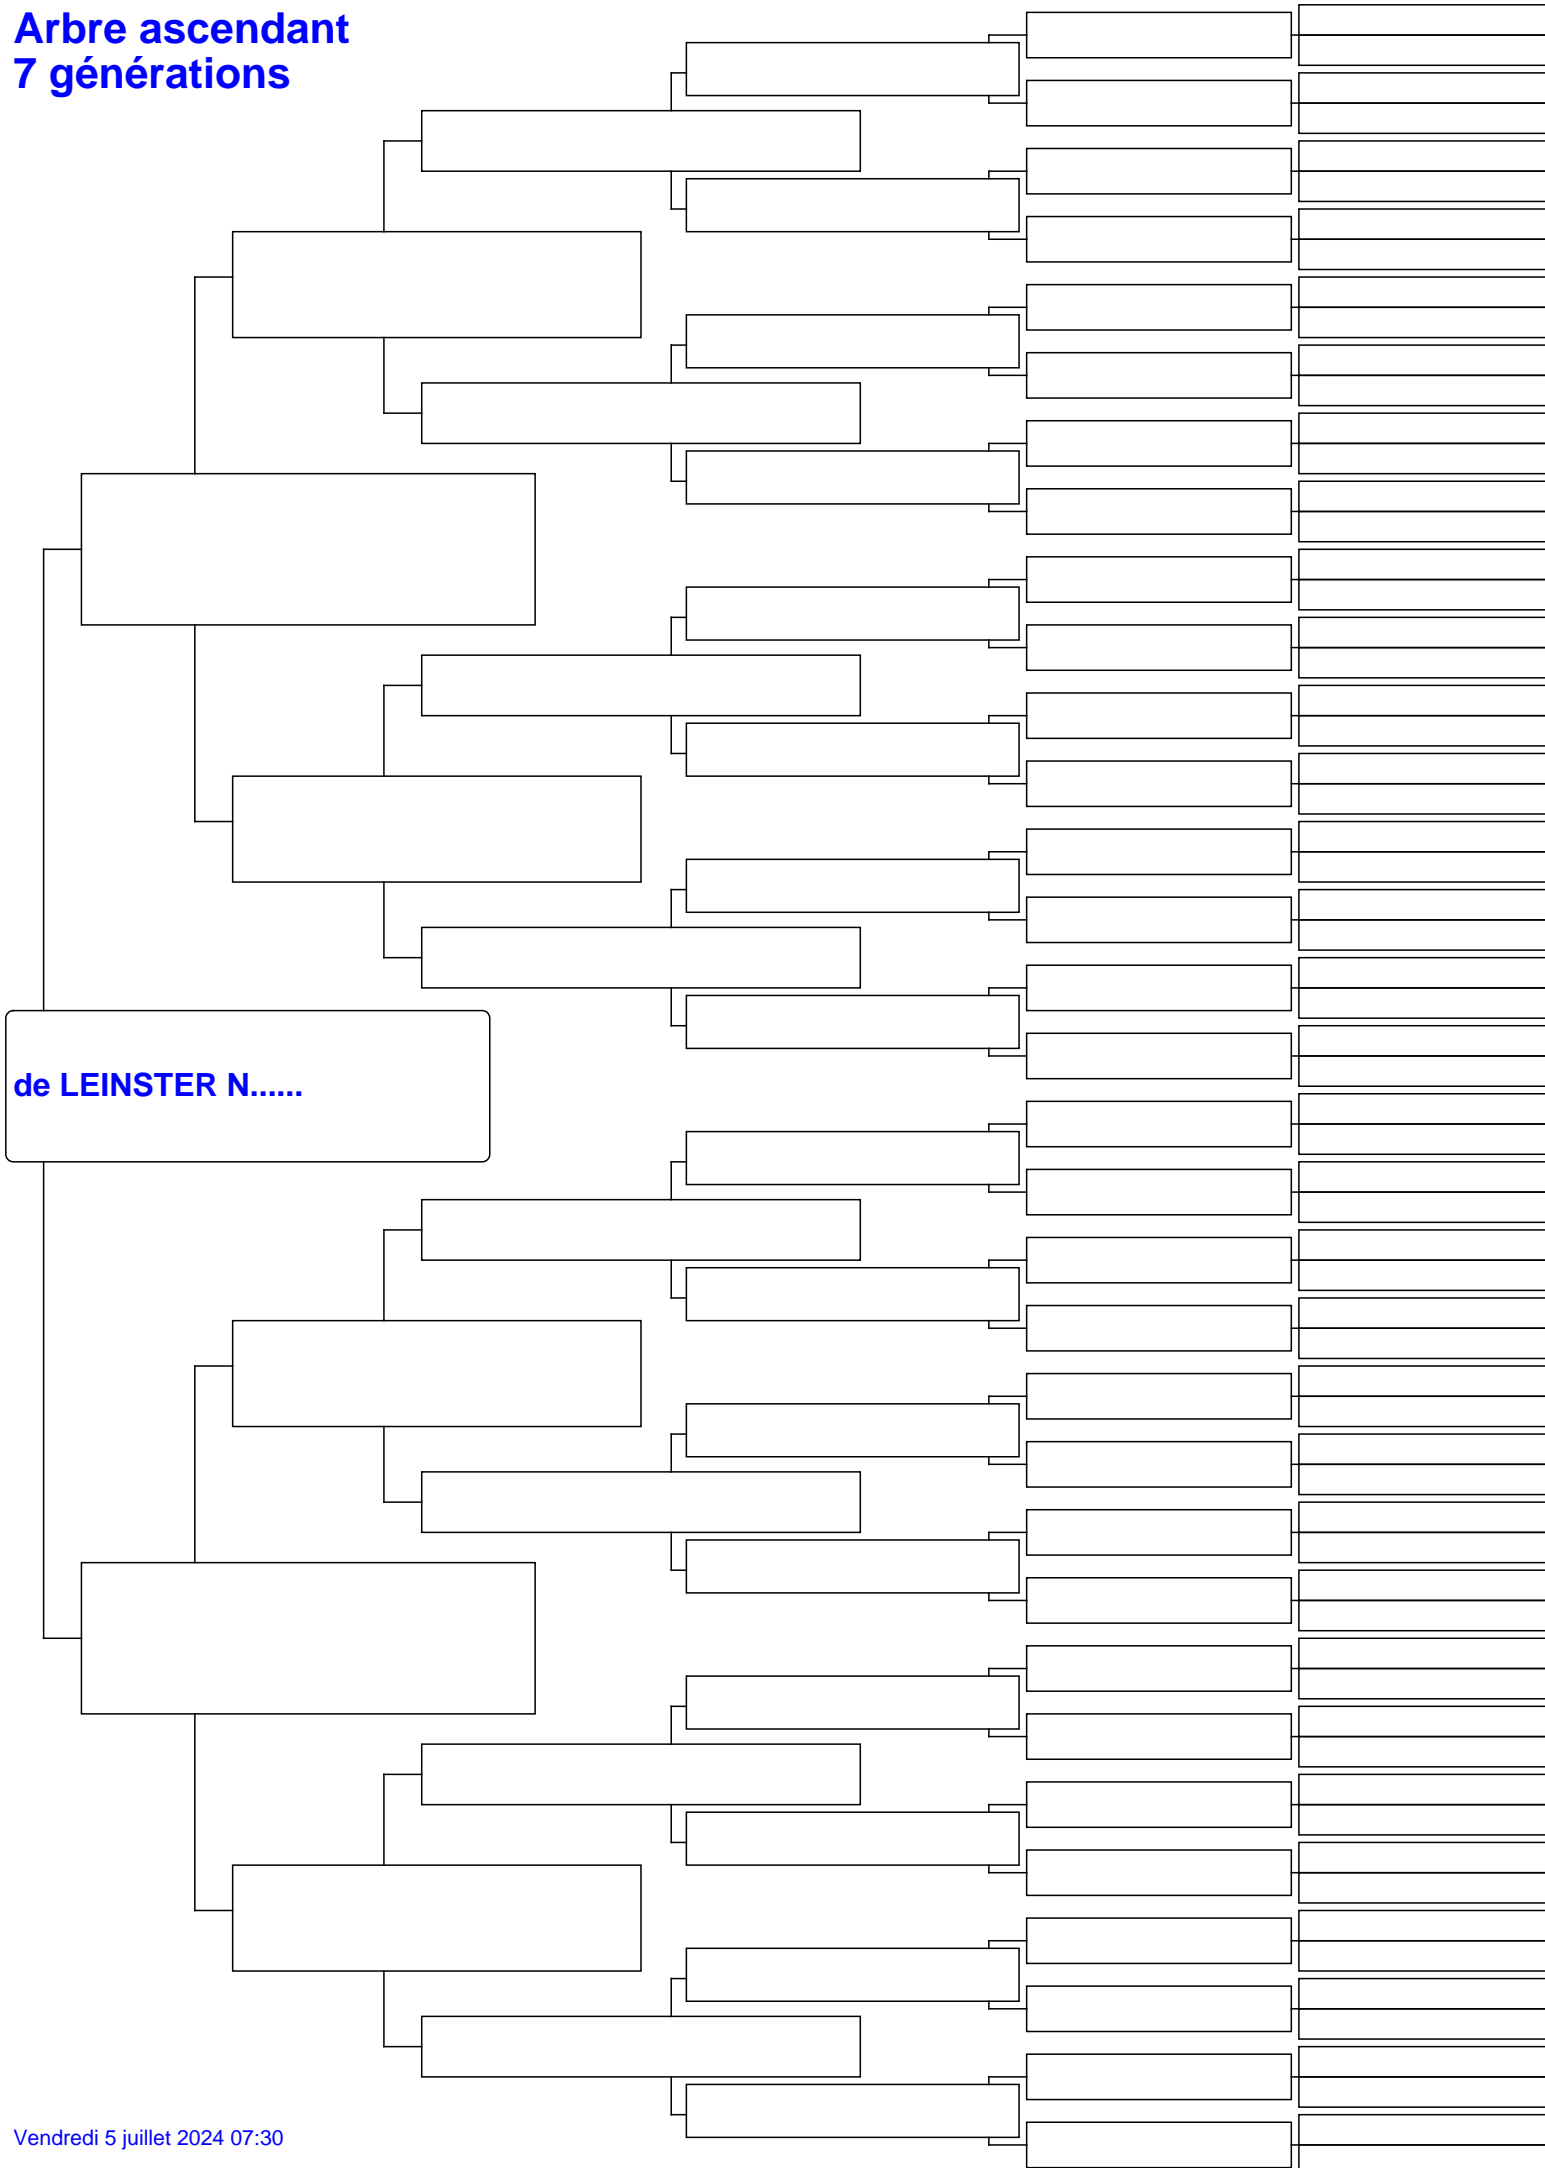 Arbre ascendant
7 générations
de LEINSTER N......
Vendredi 5 juillet 2024 07:30